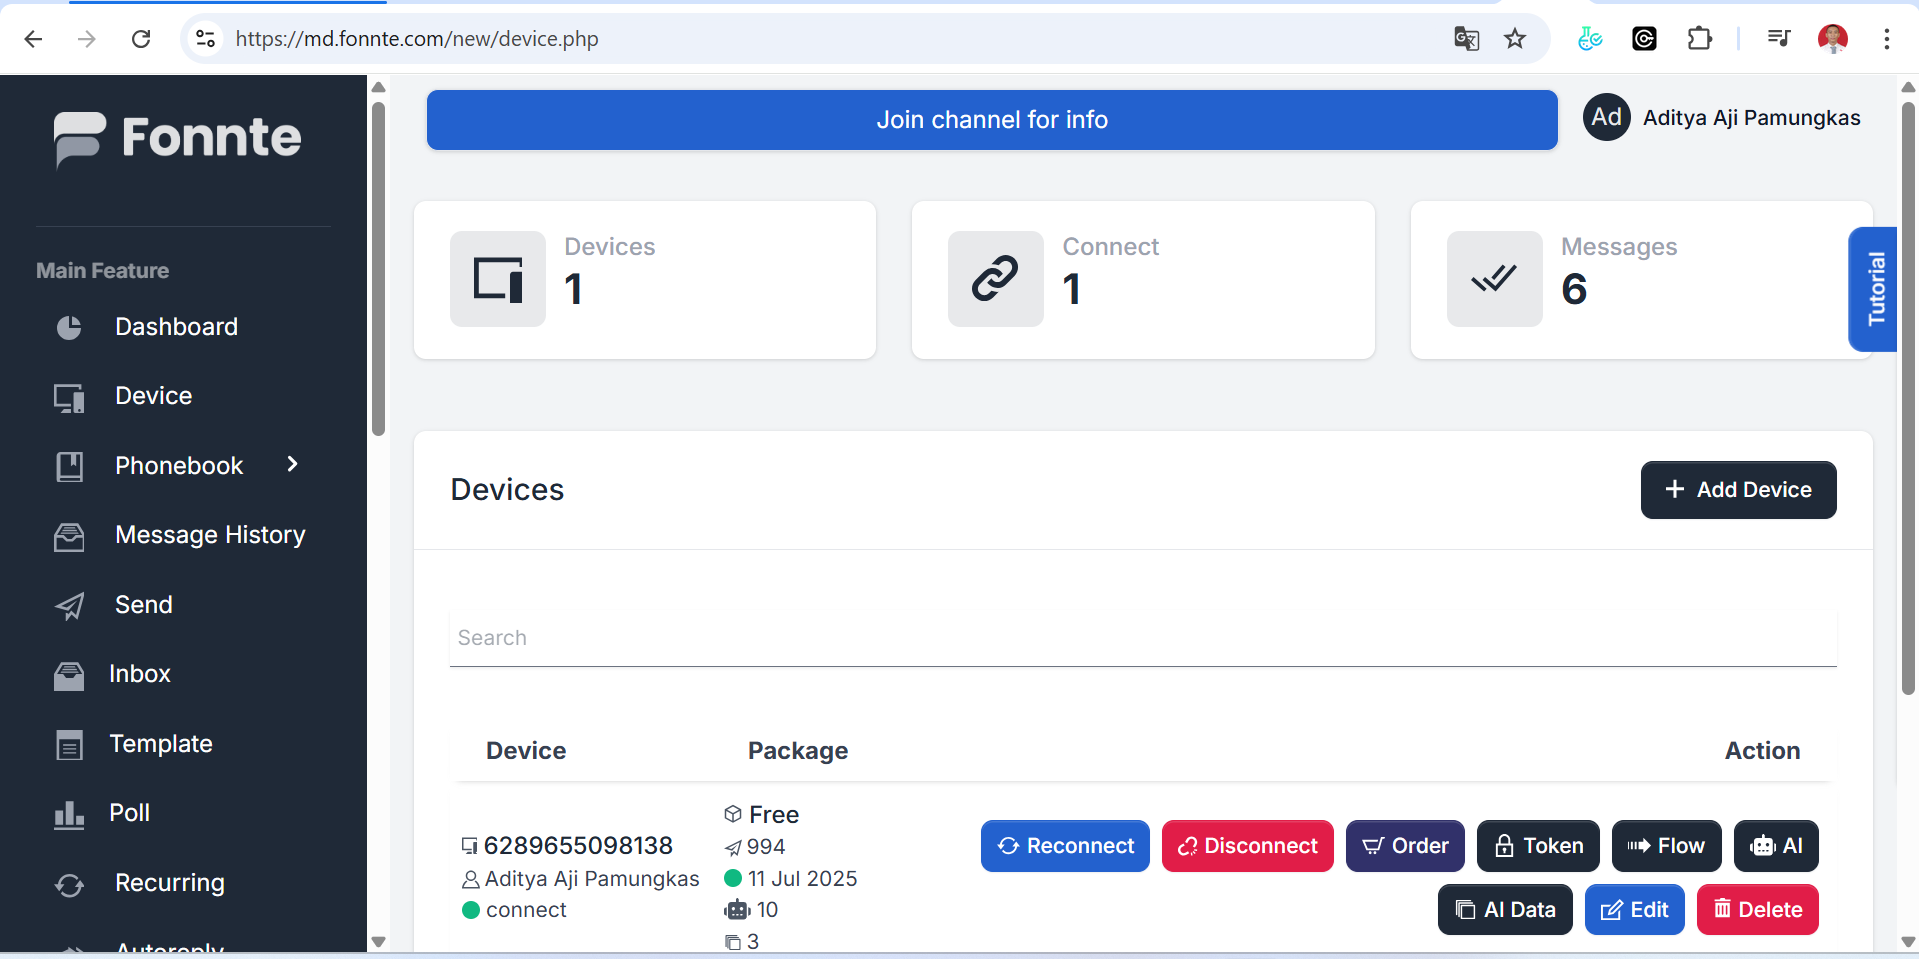 https://md.fonnte.com/new/device.php
Fonnte
Main Feature
Dashboard
Device
Phonebook
Message History
Send
Inbox
Template
Poll
Recurring
Autoreply
Join channel for info
Ad Aditya Aji Pamungkas
Devices
1
Connect
1
Messages
6
Tutorial
Devices
+ Add Device
Search
Device Package Action
6289655098138
Aditya Aji Pamungkas
connect
Free
994
11 Jul 2025
10
3
Reconnect Disconnect Order Token Flow AI
AI Data Edit Delete